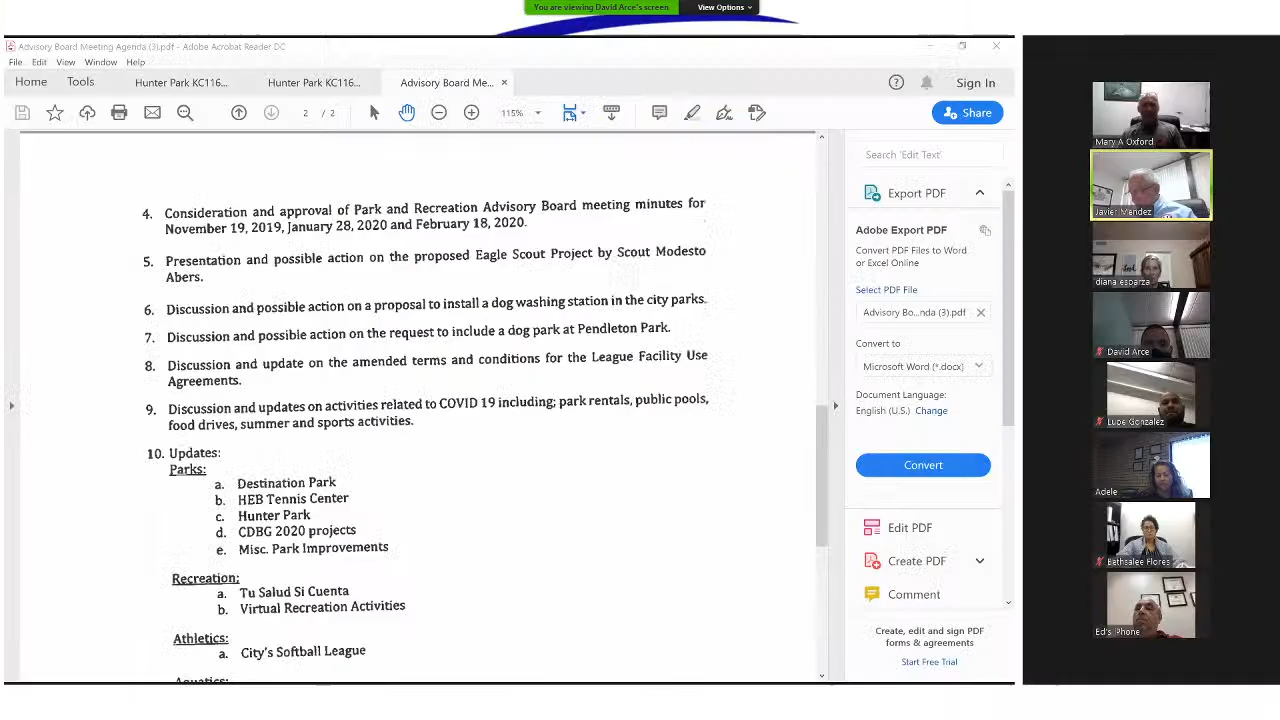 You are viewing David Arce's screen
View Options
Advisory Board Meeting Agenda (3).pdf - Adobe Acrobat Reader DC
File Edit View Window Help
Home Tools Hunter Park KC116... Hunter Park KC116... Advisory Board Me... Sign In
2 / 2 115% Share
4. Consideration and approval of Park and Recreation Advisory Board meeting minutes for
November 19, 2019, January 28, 2020 and February 18, 2020.
5. Presentation and possible action on the proposed Eagle Scout Project by Scout Modesto
Abers.
6. Discussion and possible action on a proposal to install a dog washing station in the city parks.
7. Discussion and possible action on the request to include a dog park at Pendleton Park.
8. Discussion and update on the amended terms and conditions for the League Facility Use
Agreements.
9. Discussion and updates on activities related to COVID 19 including; park rentals, public pools,
food drives, summer and sports activities.
10. Updates:
Parks:
a. Destination Park
b. HEB Tennis Center
c. Hunter Park
d. CDBG 2020 projects
e. Misc. Park Improvements
Recreation:
a. Tu Salud Si Cuenta
b. Virtual Recreation Activities
Athletics:
a. City's Softball League
Aquatics:
Search 'Edit Text'
Export PDF
Adobe Export PDF
Convert PDF Files to Word
or Excel Online
Select PDF File
Advisory Bo...nda (3).pdf
Convert to
Microsoft Word (*.docx)
Document Language:
English (U.S.) Change
Convert
Edit PDF
Create PDF
Comment
Create, edit and sign PDF
forms & agreements
Start Free Trial
Mary A Oxford
Javier Mendez
diana esparza
David Arce
Lupe Gonzalez
Adele
Bethsalee Flores
Ed's iPhone